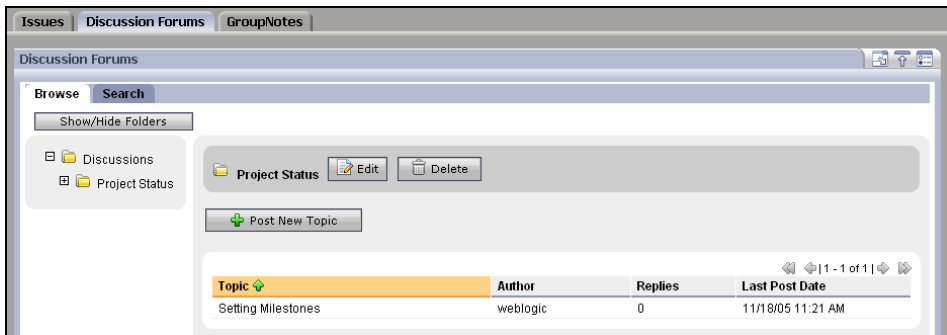 Issues Discussion Forums GroupNotes
Discussion Forums
Browse Search
Show/Hide Folders
Discussions
Project Status
Project Status Edit Delete
Post New Topic
1 - 1 of 1
Topic Author Replies Last Post Date
Setting Milestones weblogic 0 11/18/05 11:21 AM